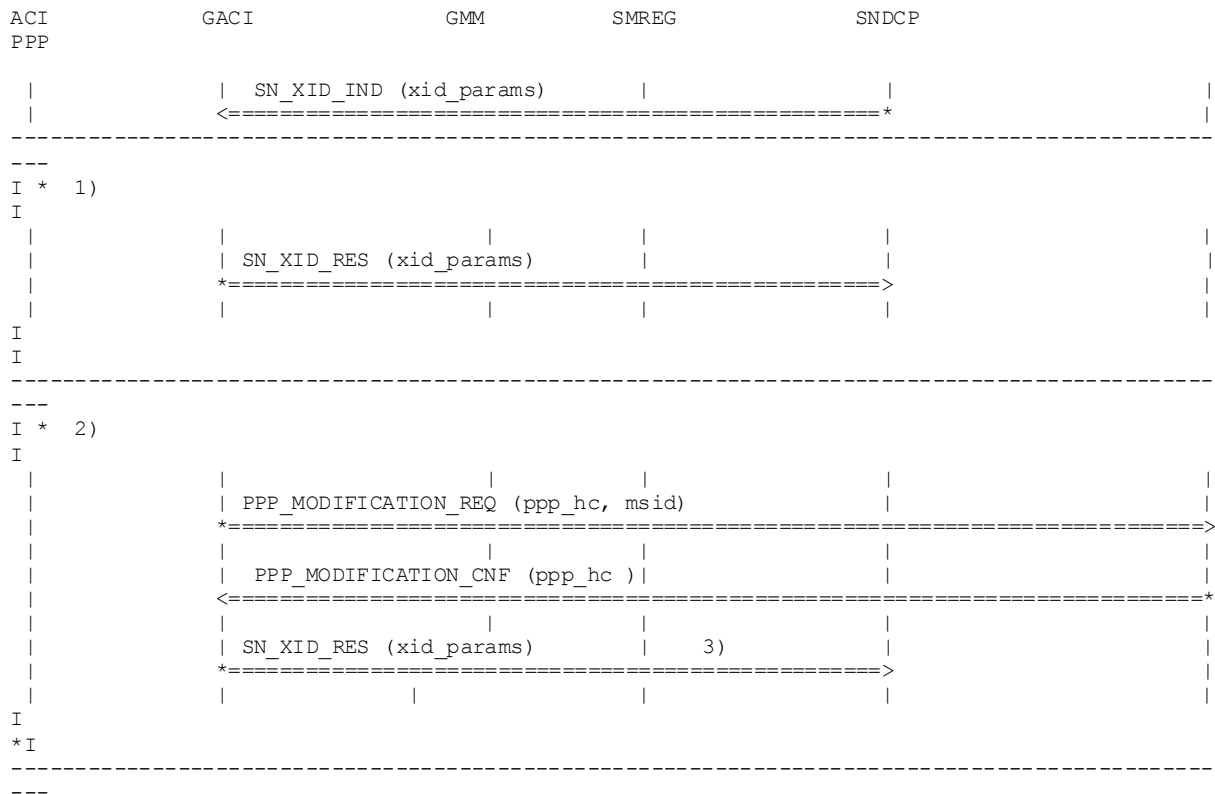 ACI GACI GMM SMREG SNDCP
PPP
| | SN_XID_IND (xid_params) | | |
| <===================================================* |
---------------------------------------------------------------------------------------------
---
I * 1)
I
| | | | | |
| | SN_XID_RES (xid_params) | | |
| *===================================================> |
| | | | | |
I
I
---------------------------------------------------------------------------------------------
---
I * 2)
I
| | | | | |
| | PPP_MODIFICATION_REQ (ppp_hc, msid) | |
| *============================================================================>
| | | | | |
| | PPP_MODIFICATION_CNF (ppp_hc )| | |
| <============================================================================*
| | | | | |
| | SN_XID_RES (xid_params) | 3) | |
| *===================================================> |
| | | | | |
I
*I
---------------------------------------------------------------------------------------------
---